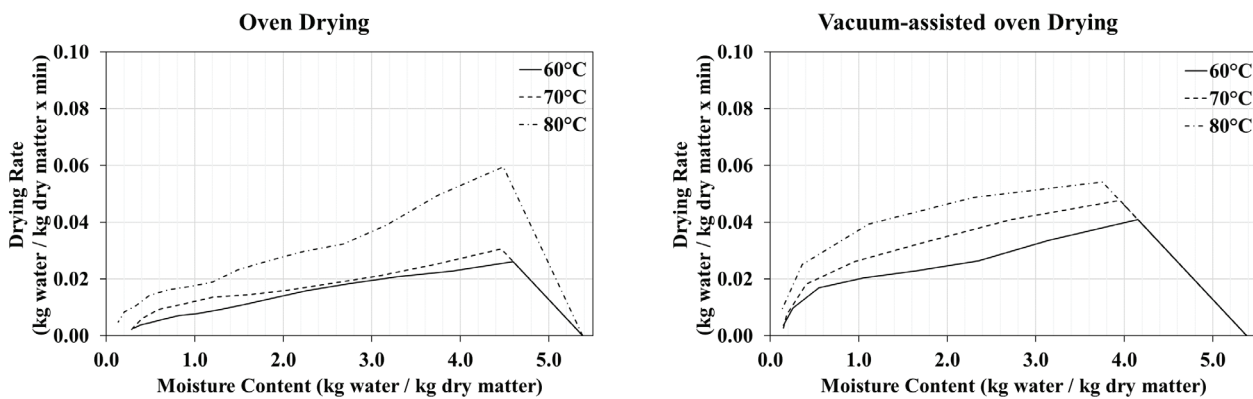 Oven Drying
Drying Rate
(kg water / kg dry matter x min)
0.10
0.08
0.06
0.04
0.02
0.00
60°C
70°C
80°C
0.0 1.0 2.0 3.0 4.0 5.0
Moisture Content (kg water / kg dry matter)
Vacuum-assisted oven Drying
Drying Rate
(kg water / kg dry matter x min)
0.10
0.08
0.06
0.04
0.02
0.00
60°C
70°C
80°C
0.0 1.0 2.0 3.0 4.0 5.0
Moisture Content (kg water / kg dry matter)